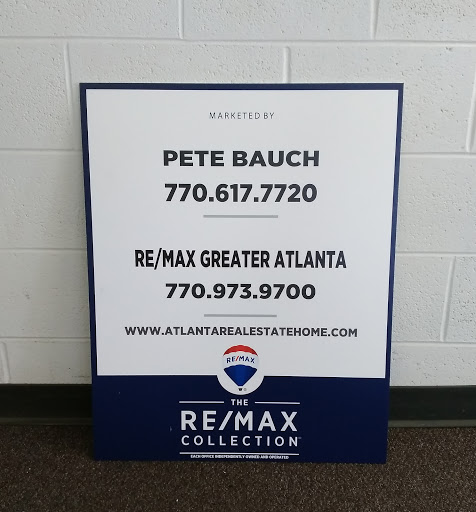 MARKETED BY
PETE BAUCH
770.617.7720
RE/MAX GREATER ATLANTA
770.973.9700
WWW.ATLANTAREALESTATEHOME.COM
RE/MAX
THE
RE/MAX
COLLECTION
EACH OFFICE INDEPENDENTLY OWNED AND OPERATED